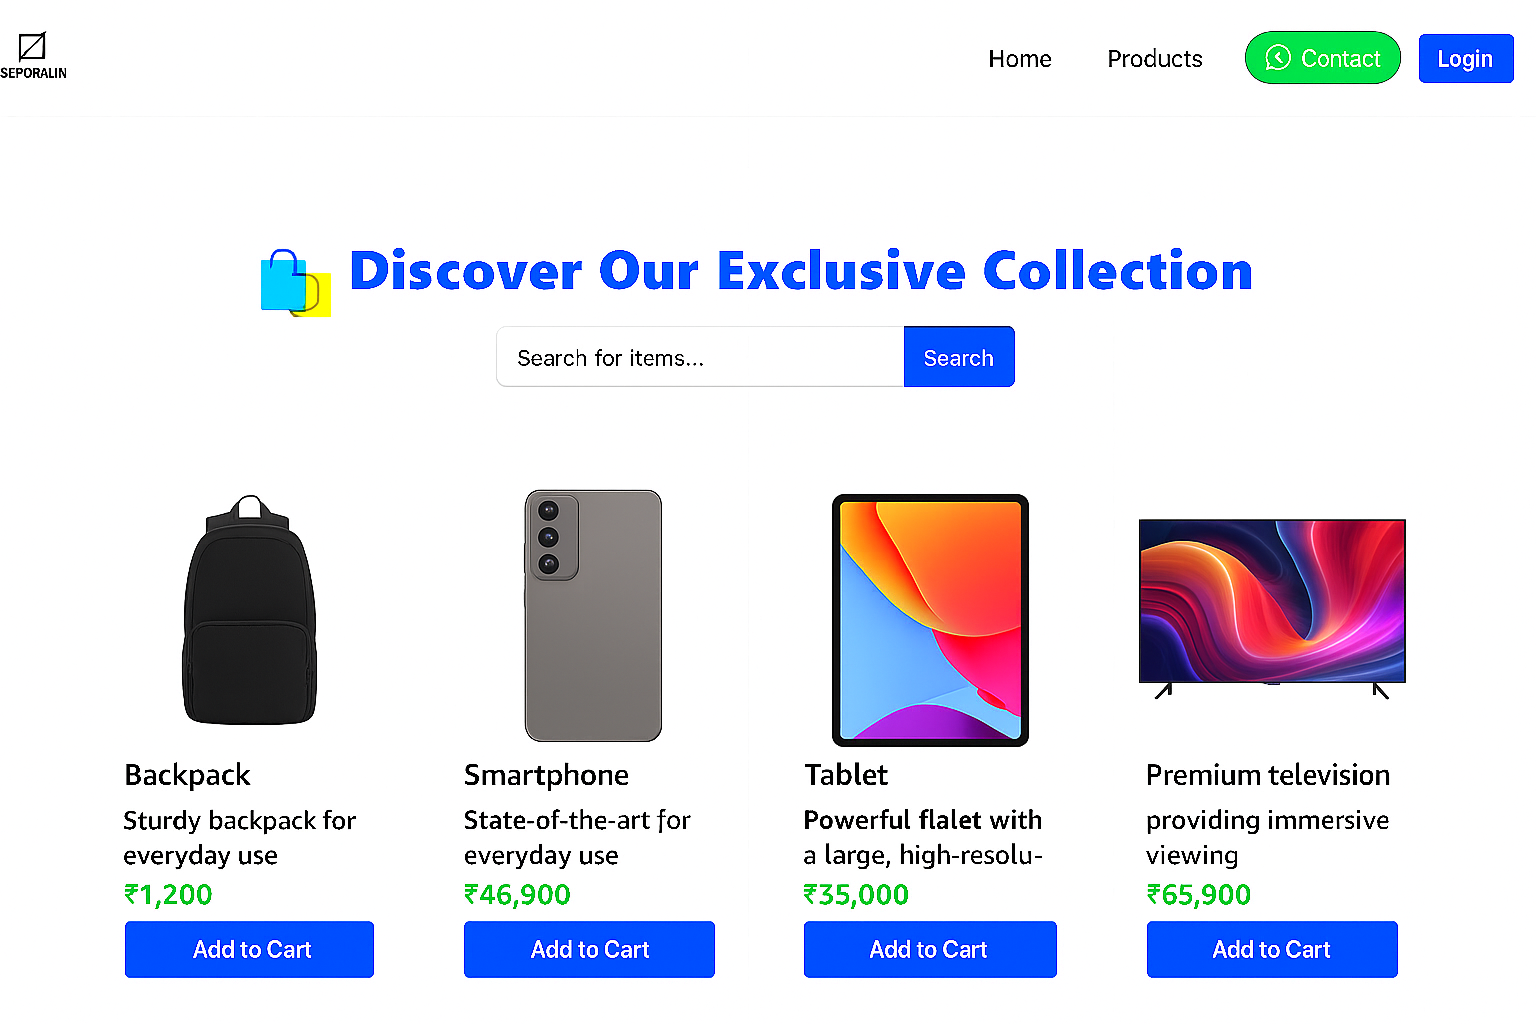 SEPORALIN
Home Products Contact Login
Discover Our Exclusive Collection
Search for items... Search
Backpack
Sturdy backpack for
everyday use
₹1,200
Add to Cart
Smartphone
State-of-the-art for
everyday use
₹46,900
Add to Cart
Tablet
Powerful flalet with
a large, high-resolu-
₹35,000
Add to Cart
Premium television
providing immersive
viewing
₹65,900
Add to Cart